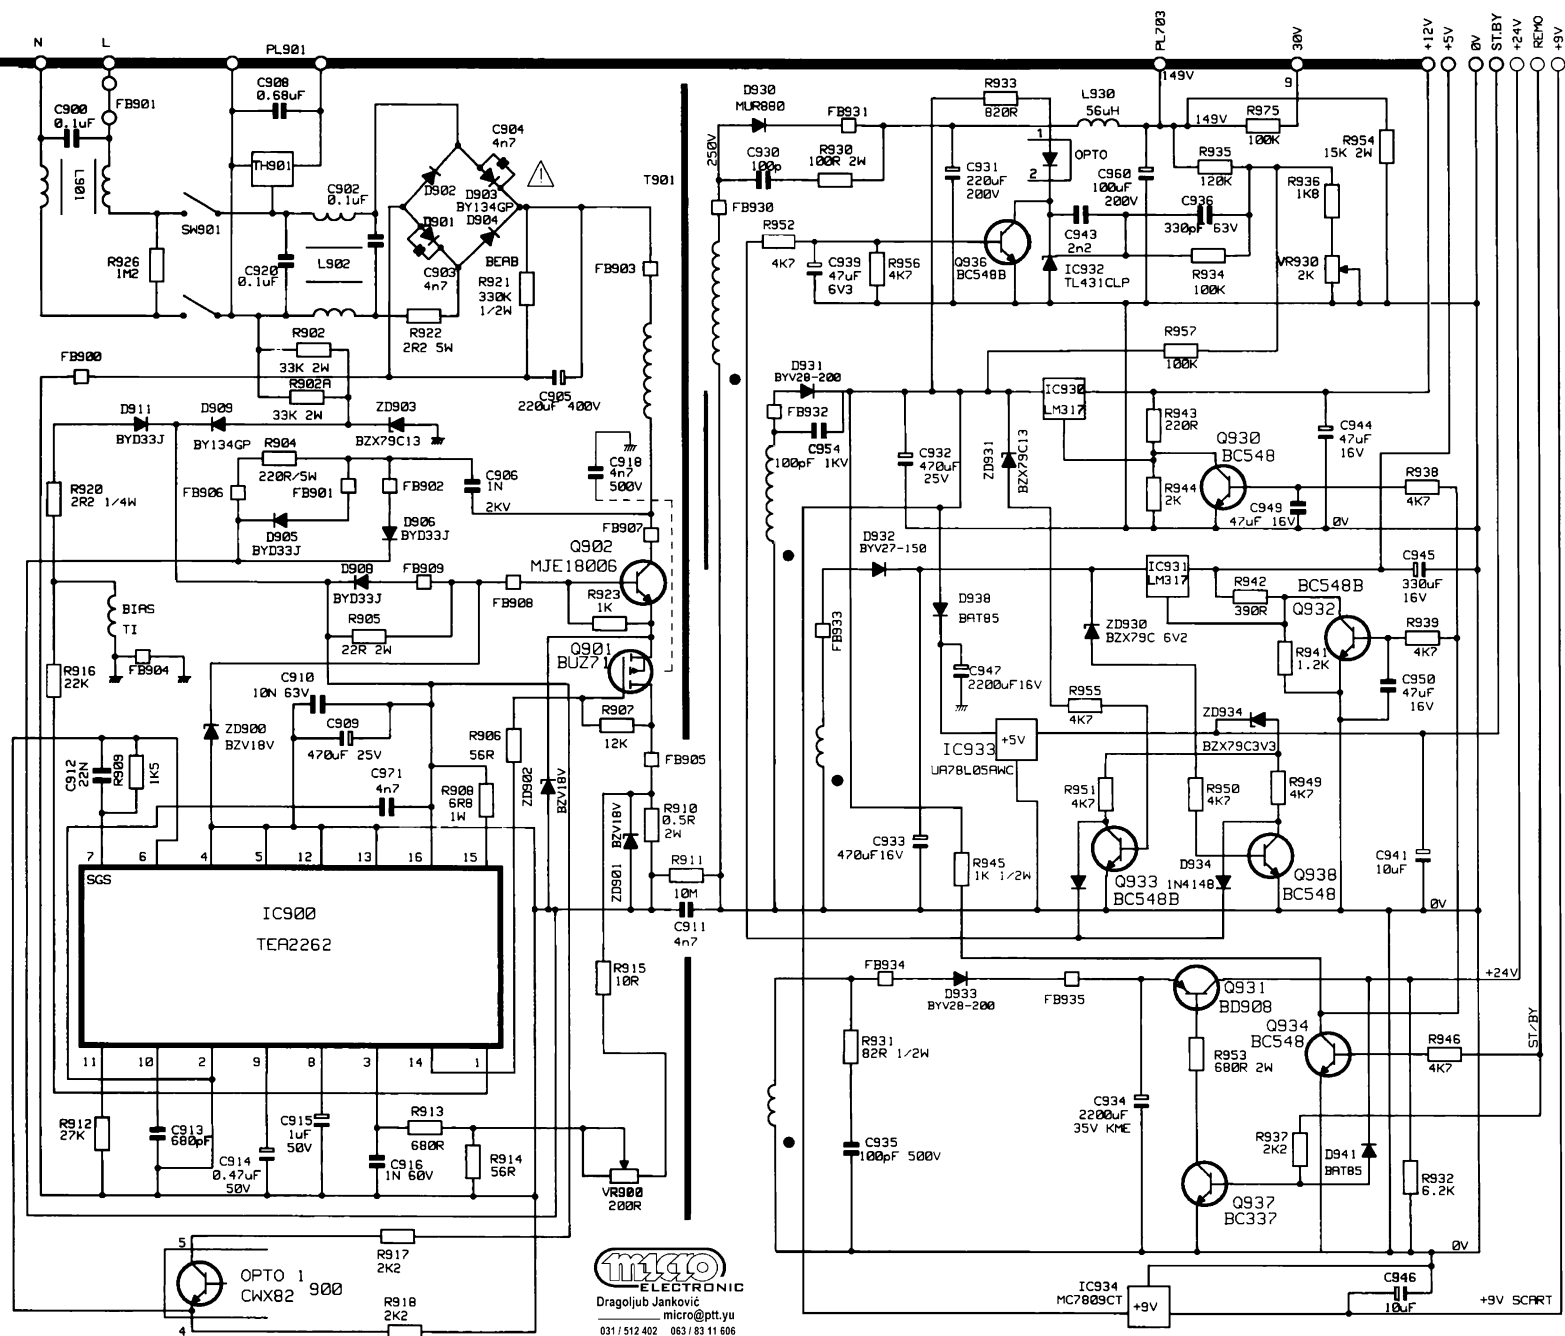 N
L
PL901
PL703
30V
+12V
+5V
0V
ST.BY
+24V
REMO
+9V
C900
0.1uF
FB901
C908
0.68uF
TH901
L901
C902
0.1uF
C904
4n7
D902
D903
BY134GP
D901
D904
C903
4n7
BEAB
R921
330K
1/2W
SW901
R926
1M2
C920
0.1uF
L902
R922
2R2 5W
FB903
T901
R902
33K 2W
R902A
33K 2W
FB900
C905
220uF 400V
D911
BYD33J
D909
BY134GP
ZD903
BZX79C13
R904
220R/5W
FB906
FB901
FB902
C906
1N
2KV
C918
4n7
500V
R920
2R2 1/4W
D905
BYD33J
D906
BYD33J
FB907
Q902
MJE18006
D908
BYD33J
FB909
FB908
R923
1K
R905
22R 2W
BIAS
TI
FB904
R916
22K
Q901
BUZ71
C910
10N 63V
C909
470uF 25V
ZD900
BZV18V
R906
56R
R907
12K
FB905
C912
22N
R909
1K5
C971
4n7
R908
6R8
1W
ZD902
BZV18V
ZD901
BZV18V
R910
0.5R
2W
R911
10M
C911
4n7
7
6
4
5
12
13
16
15
SGS
IC900
TEA2262
11
10
2
9
8
3
14
1
R915
10R
R912
27K
C913
680pF
C914
0.47uF
50V
C915
1uF
50V
R913
680R
C916
1N 60V
R914
56R
VR900
200R
5
4
OPTO 1
CWX82
900
R917
2K2
R918
2K2
micro
ELECTRONIC
Dragoljub Janković
micro@ptt.yu
031 / 512 402 063 / 83 11 606
D930
MUR880
FB931
250V
C930
100p
R930
100R 2W
FB930
R933
820R
1
2
OPTO
L930
56uH
149V
149V
9
R975
100K
R954
15K 2W
C931
220uF
200V
C960
100uF
200V
R935
120K
R936
1K8
C936
330pF 63V
C943
2n2
R952
4K7
C939
47uF
6V3
R956
4K7
Q936
BC548B
IC932
TL431CLP
R934
100K
VR930
2K
R957
100K
D931
BYV28-200
FB932
C954
100pF 1KV
IC930
LM317
R943
220R
R944
2K
Q930
BC548
C944
47uF
16V
R938
4K7
C949
47uF 16V
0V
C932
470uF
25V
ZD931
BZX79C13
D932
BYV27-150
FB933
D938
BAT85
C947
2200uF16V
IC931
LM317
R942
390R
BC548B
Q932
C945
330uF
16V
R939
4K7
R941
1.2K
C950
47uF
16V
ZD930
BZX79C 6V2
R955
4K7
ZD934
BZX79C3V3
+5V
IC933
UA78L05AWC
R951
4K7
R950
4K7
R949
4K7
C933
470uF16V
R945
1K 1/2W
Q933
BC548B
D934
1N4148
Q938
BC548
C941
10uF
0V
FB934
D933
BYV28-200
FB935
Q931
BD908
+24V
Q934
BC548
R946
4K7
ST/BY
R931
82R 1/2W
C935
100pF 500V
C934
2200uF
35V KME
R953
680R 2W
R937
2K2
D941
BAT85
R932
6.2K
Q937
BC337
0V
IC934
MC7809CT
+9V
C946
10uF
+9V SCART